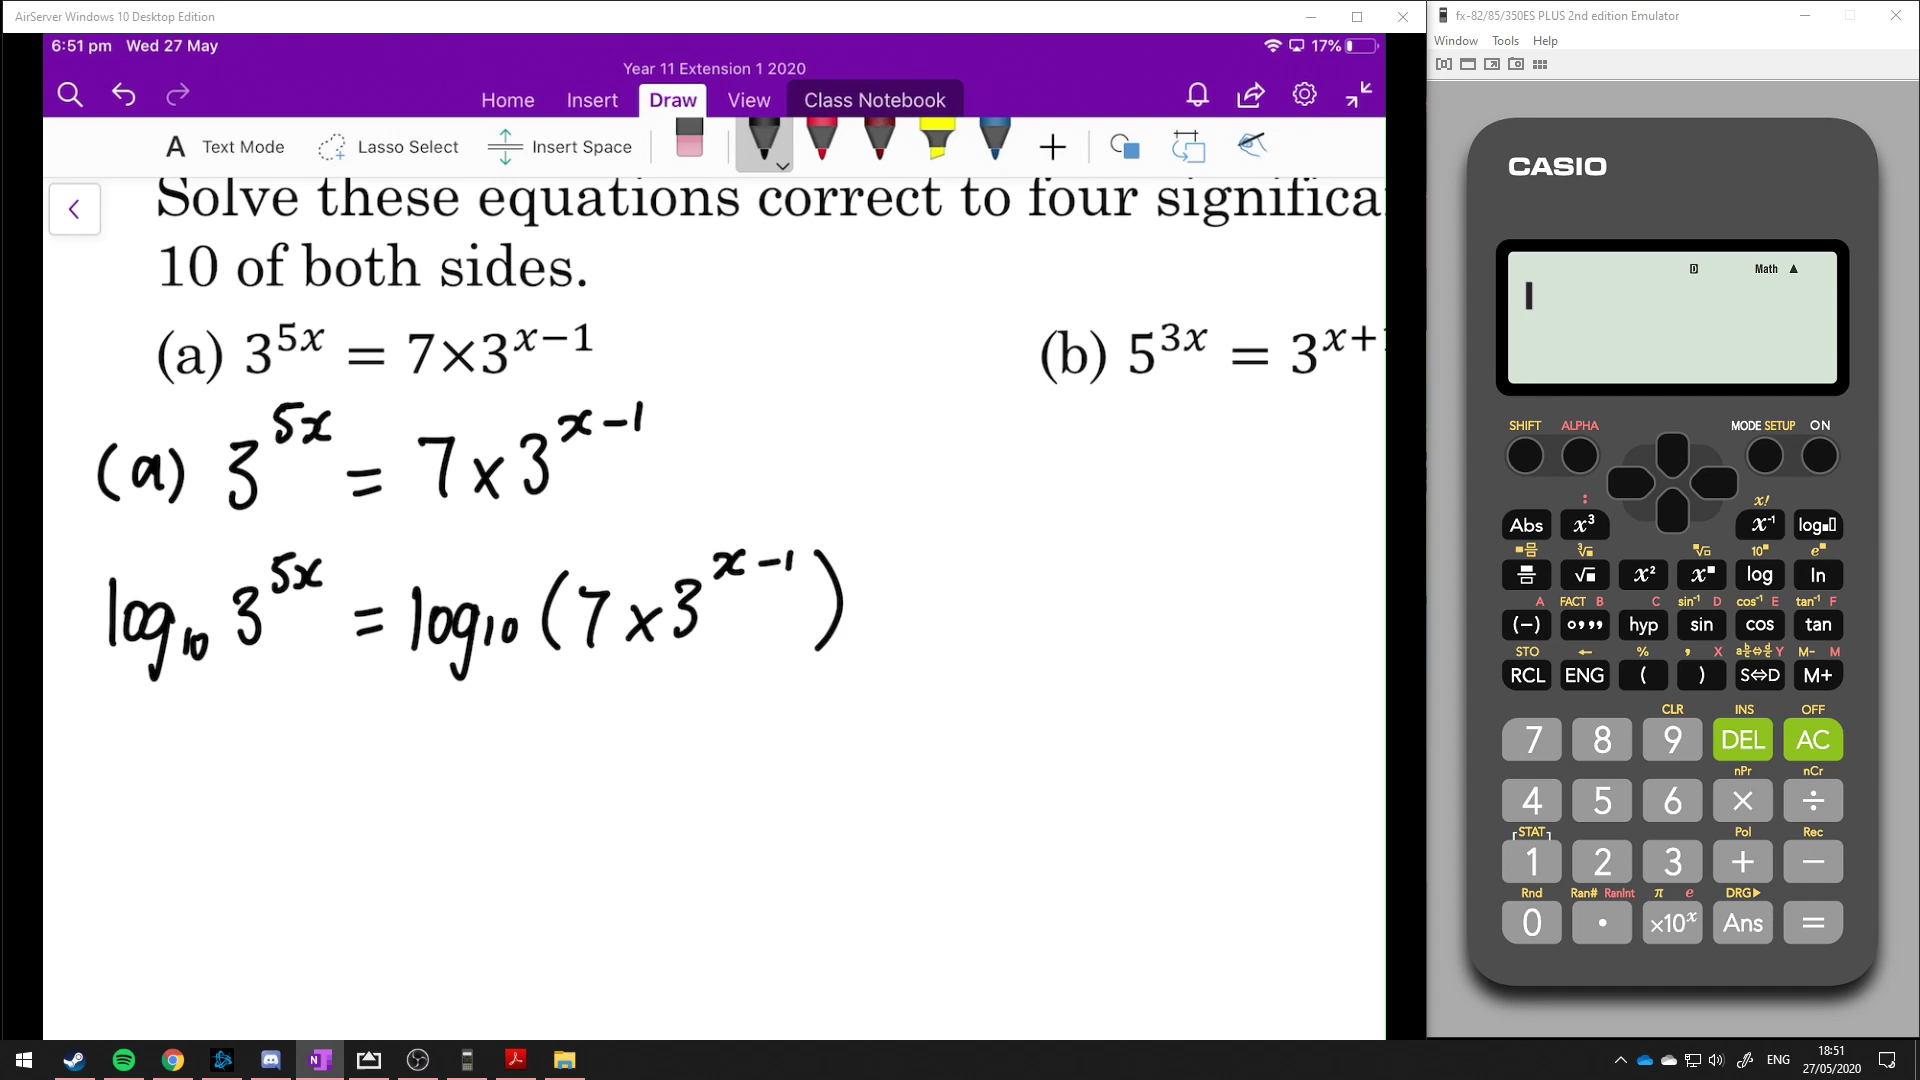 AirServer Windows 10 Desktop Edition
6:51 pm Wed 27 May
17%
Year 11 Extension 1 2020
Home Insert Draw View Class Notebook
A Text Mode Lasso Select Insert Space
Solve these equations correct to four significa
10 of both sides.
(a) 3^{5x} = 7×3^{x−1}
(b) 5^{3x} = 3^{x+
(a) 3^{5x} = 7 × 3^{x−1}
log₁₀ 3^{5x} = log₁₀ (7 × 3^{x−1})
fx-82/85/350ES PLUS 2nd edition Emulator
Window Tools Help
CASIO
D Math ▲
SHIFT ALPHA MODE SETUP ON
: x!
Abs x³ x⁻¹ log■□
³√■ ■√□ 10■ e■
√■ x² x■ log ln
A FACT B C sin⁻¹ D cos⁻¹ E tan⁻¹ F
(−) °,,, hyp sin cos tan
STO ← % , X a b/c⇔d/c Y M− M
RCL ENG ( ) S⇔D M+
CLR INS OFF
7 8 9 DEL AC
nPr nCr
4 5 6 × ÷
STAT Pol Rec
1 2 3 + −
Rnd Ran# RanInt π e DRG▶
0 . ×10ˣ Ans =
ENG
18:51
27/05/2020